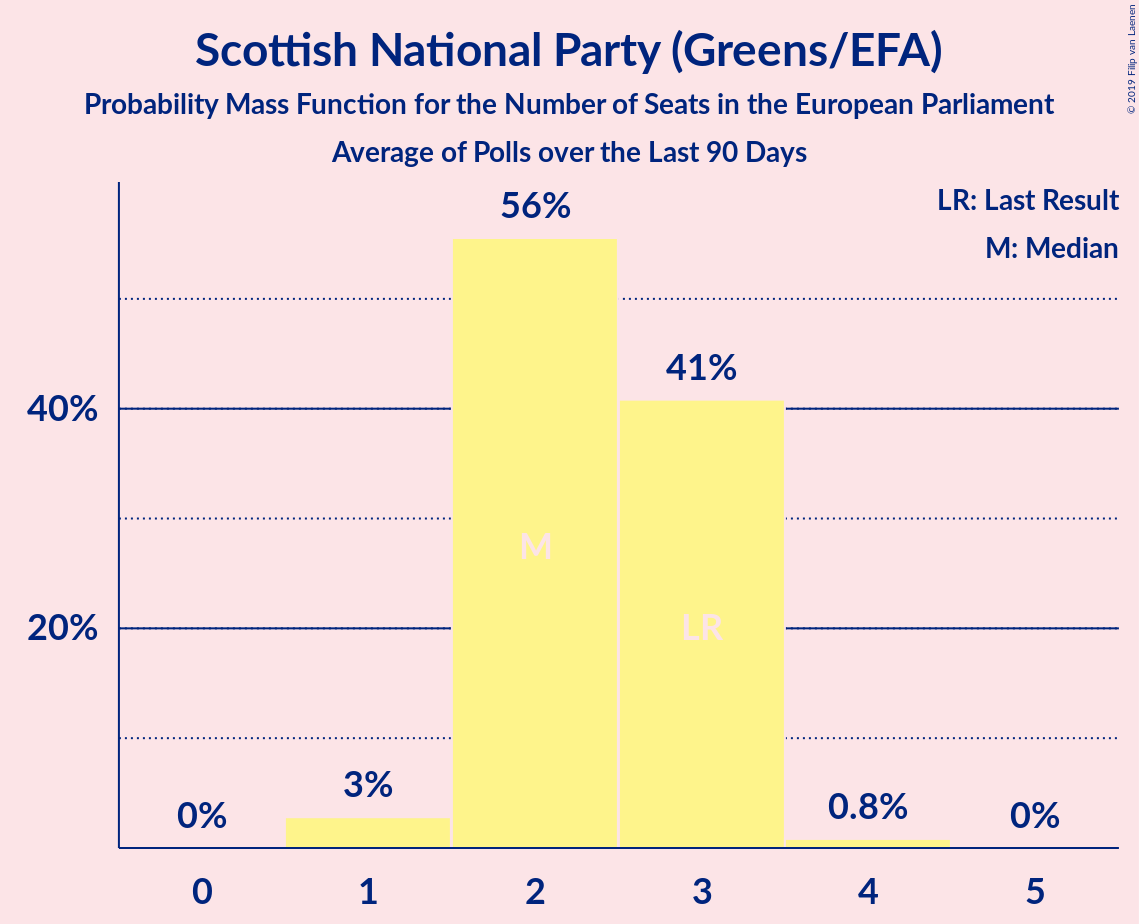 Scottish National Party (Greens/EFA)
Probability Mass Function for the Number of Seats in the European Parliament
Average of Polls over the Last 90 Days
© 2019 Filip van Laenen
LR: Last Result
M: Median
56%
41%
40%
M
LR
20%
3%
0%
0.8%
0%
0 1 2 3 4 5